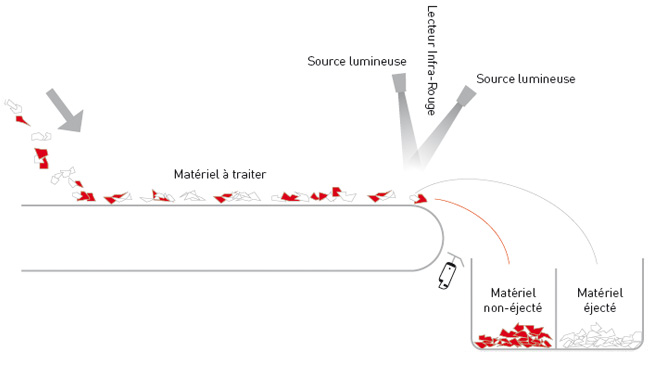 Lecteur Infra-Rouge
Source lumineuse
Source lumineuse
Matériel à traiter
Matériel
non-éjecté
Matériel
éjecté